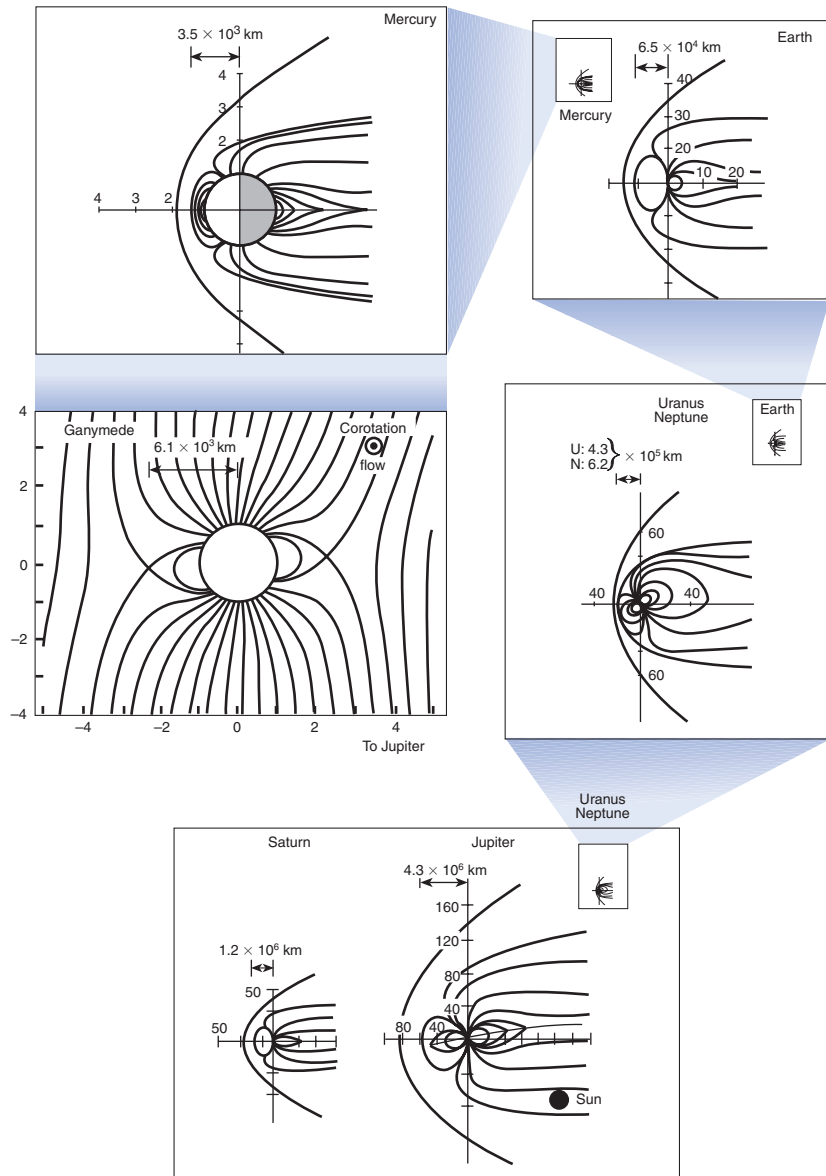 Mercury
3.5 × 10³ km
4
3
2
4 3 2
Earth
6.5 × 10⁴ km
Mercury
40
30
20
10 20
4
2
0
−2
−4
Ganymede
6.1 × 10³ km
Corotation
flow
−4 −2 0 2 4
To Jupiter
Uranus
Neptune
Earth
U: 4.3
N: 6.2
} × 10⁵ km
60
40 40
60
Uranus
Neptune
Saturn
1.2 × 10⁶ km
50
50
Jupiter
4.3 × 10⁶ km
160
120
80
40
80 40
Sun